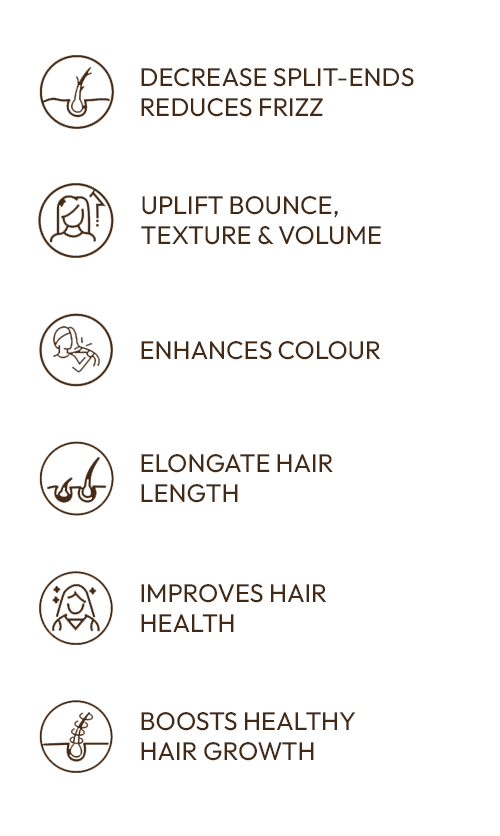 DECREASE SPLIT-ENDS
REDUCES FRIZZ
UPLIFT BOUNCE,
TEXTURE & VOLUME
ENHANCES COLOUR
ELONGATE HAIR
LENGTH
IMPROVES HAIR
HEALTH
BOOSTS HEALTHY
HAIR GROWTH